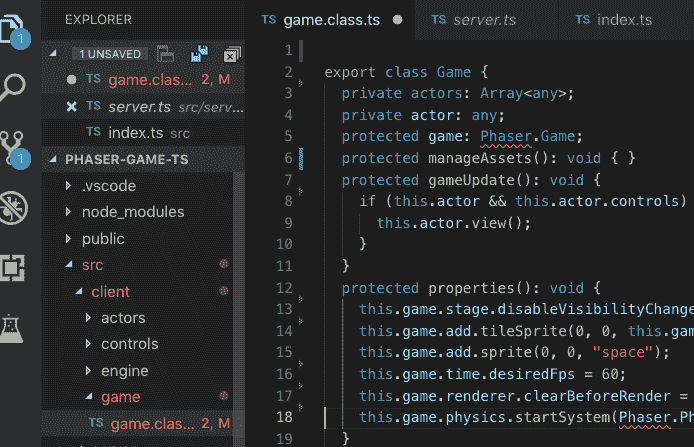 EXPLORER
1 UNSAVED
TS game.clas... 2, M
TS server.ts src/serv...
TS index.ts src
PHASER-GAME-TS
.vscode
node_modules
public
src
client
actors
controls
engine
game
TS game.clas... 2, M
1
1
TS game.class.ts
TS server.ts
TS index.ts
1
2 export class Game {
3 private actors: Array<any>;
4 private actor: any;
5 protected game: Phaser.Game;
6 protected manageAssets(): void { }
7 protected gameUpdate(): void {
8 if (this.actor && this.actor.controls)
9 this.actor.view();
10 }
11 }
12 protected properties(): void {
13 this.game.stage.disableVisibilityChange
14 this.game.add.tileSprite(0, 0, this.gam
15 this.game.add.sprite(0, 0, "space");
16 this.game.time.desiredFps = 60;
17 this.game.renderer.clearBeforeRender =
18 this.game.physics.startSystem(Phaser.Ph
19 }